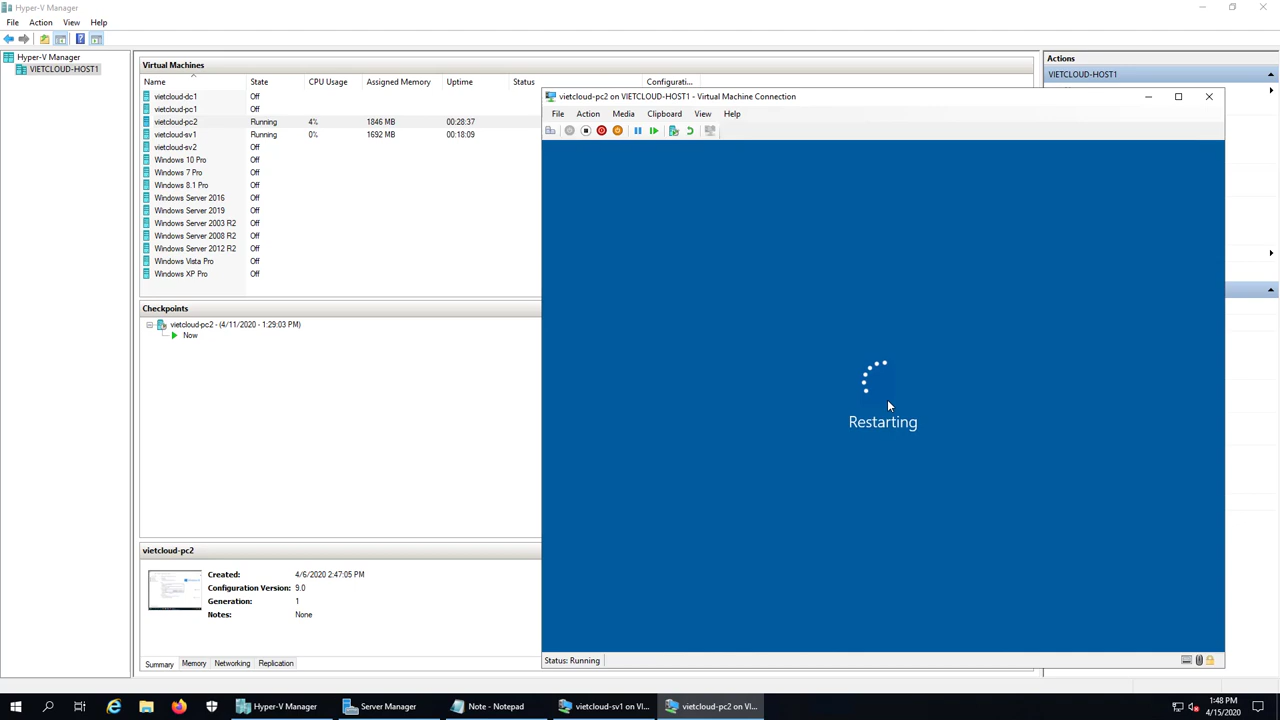 Hyper-V Manager
File Action View Help
Hyper-V Manager
VIETCLOUD-HOST1
Virtual Machines
Name State CPU Usage Assigned Memory Uptime Status Configurati...
vietcloud-dc1 Off
vietcloud-pc1 Off
vietcloud-pc2 Running 4% 1846 MB 00:28:37
vietcloud-sv1 Running 0% 1692 MB 00:18:09
vietcloud-sv2 Off
Windows 10 Pro Off
Windows 7 Pro Off
Windows 8.1 Pro Off
Windows Server 2016 Off
Windows Server 2019 Off
Windows Server 2003 R2 Off
Windows Server 2008 R2 Off
Windows Server 2012 R2 Off
Windows Vista Pro Off
Windows XP Pro Off
Checkpoints
vietcloud-pc2 - (4/11/2020 - 1:29:03 PM)
Now
vietcloud-pc2
Created: 4/6/2020 2:47:05 PM
Configuration Version: 9.0
Generation: 1
Notes: None
Summary Memory Networking Replication
Actions
VIETCLOUD-HOST1
vietcloud-pc2 on VIETCLOUD-HOST1 - Virtual Machine Connection
File Action Media Clipboard View Help
Restarting
Status: Running
Hyper-V Manager Server Manager Note - Notepad vietcloud-sv1 on VI... vietcloud-pc2 on VI...
1:48 PM
4/15/2020